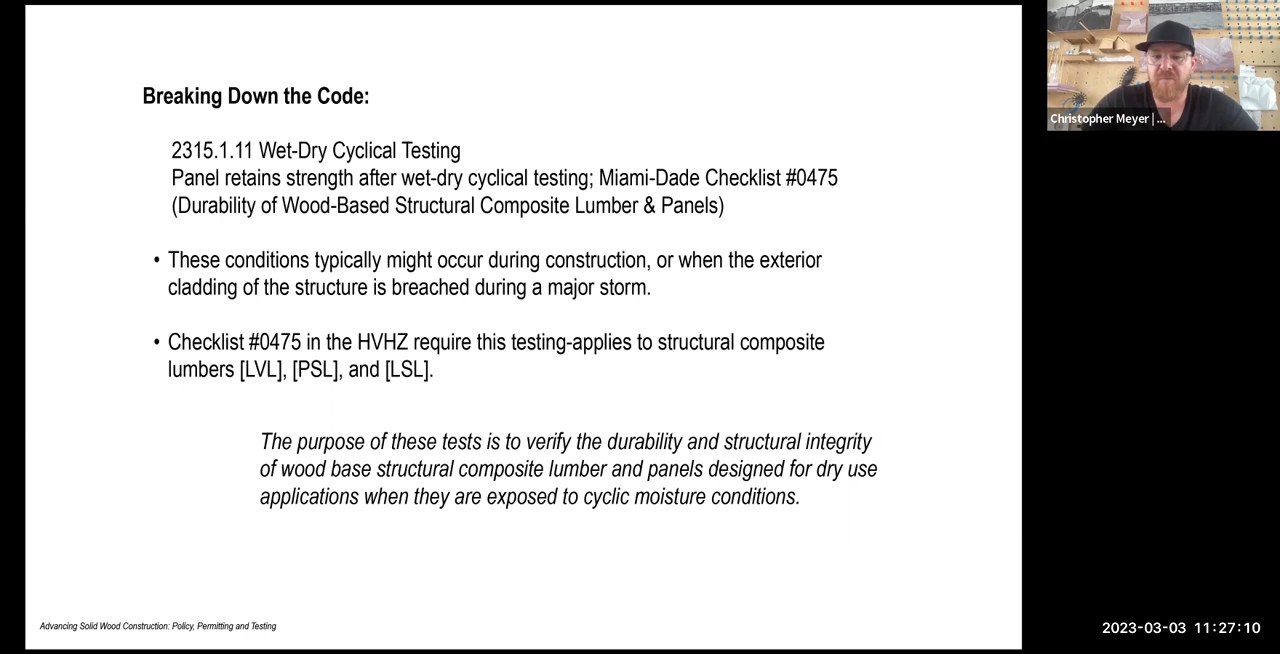 Breaking Down the Code:
2315.1.11 Wet-Dry Cyclical Testing
Panel retains strength after wet-dry cyclical testing; Miami-Dade Checklist #0475
(Durability of Wood-Based Structural Composite Lumber & Panels)
• These conditions typically might occur during construction, or when the exterior
cladding of the structure is breached during a major storm.
• Checklist #0475 in the HVHZ require this testing-applies to structural composite
lumbers [LVL], [PSL], and [LSL].
The purpose of these tests is to verify the durability and structural integrity
of wood base structural composite lumber and panels designed for dry use
applications when they are exposed to cyclic moisture conditions.
Advancing Solid Wood Construction: Policy, Permitting and Testing
Christopher Meyer | ...
2023-03-03 11:27:10